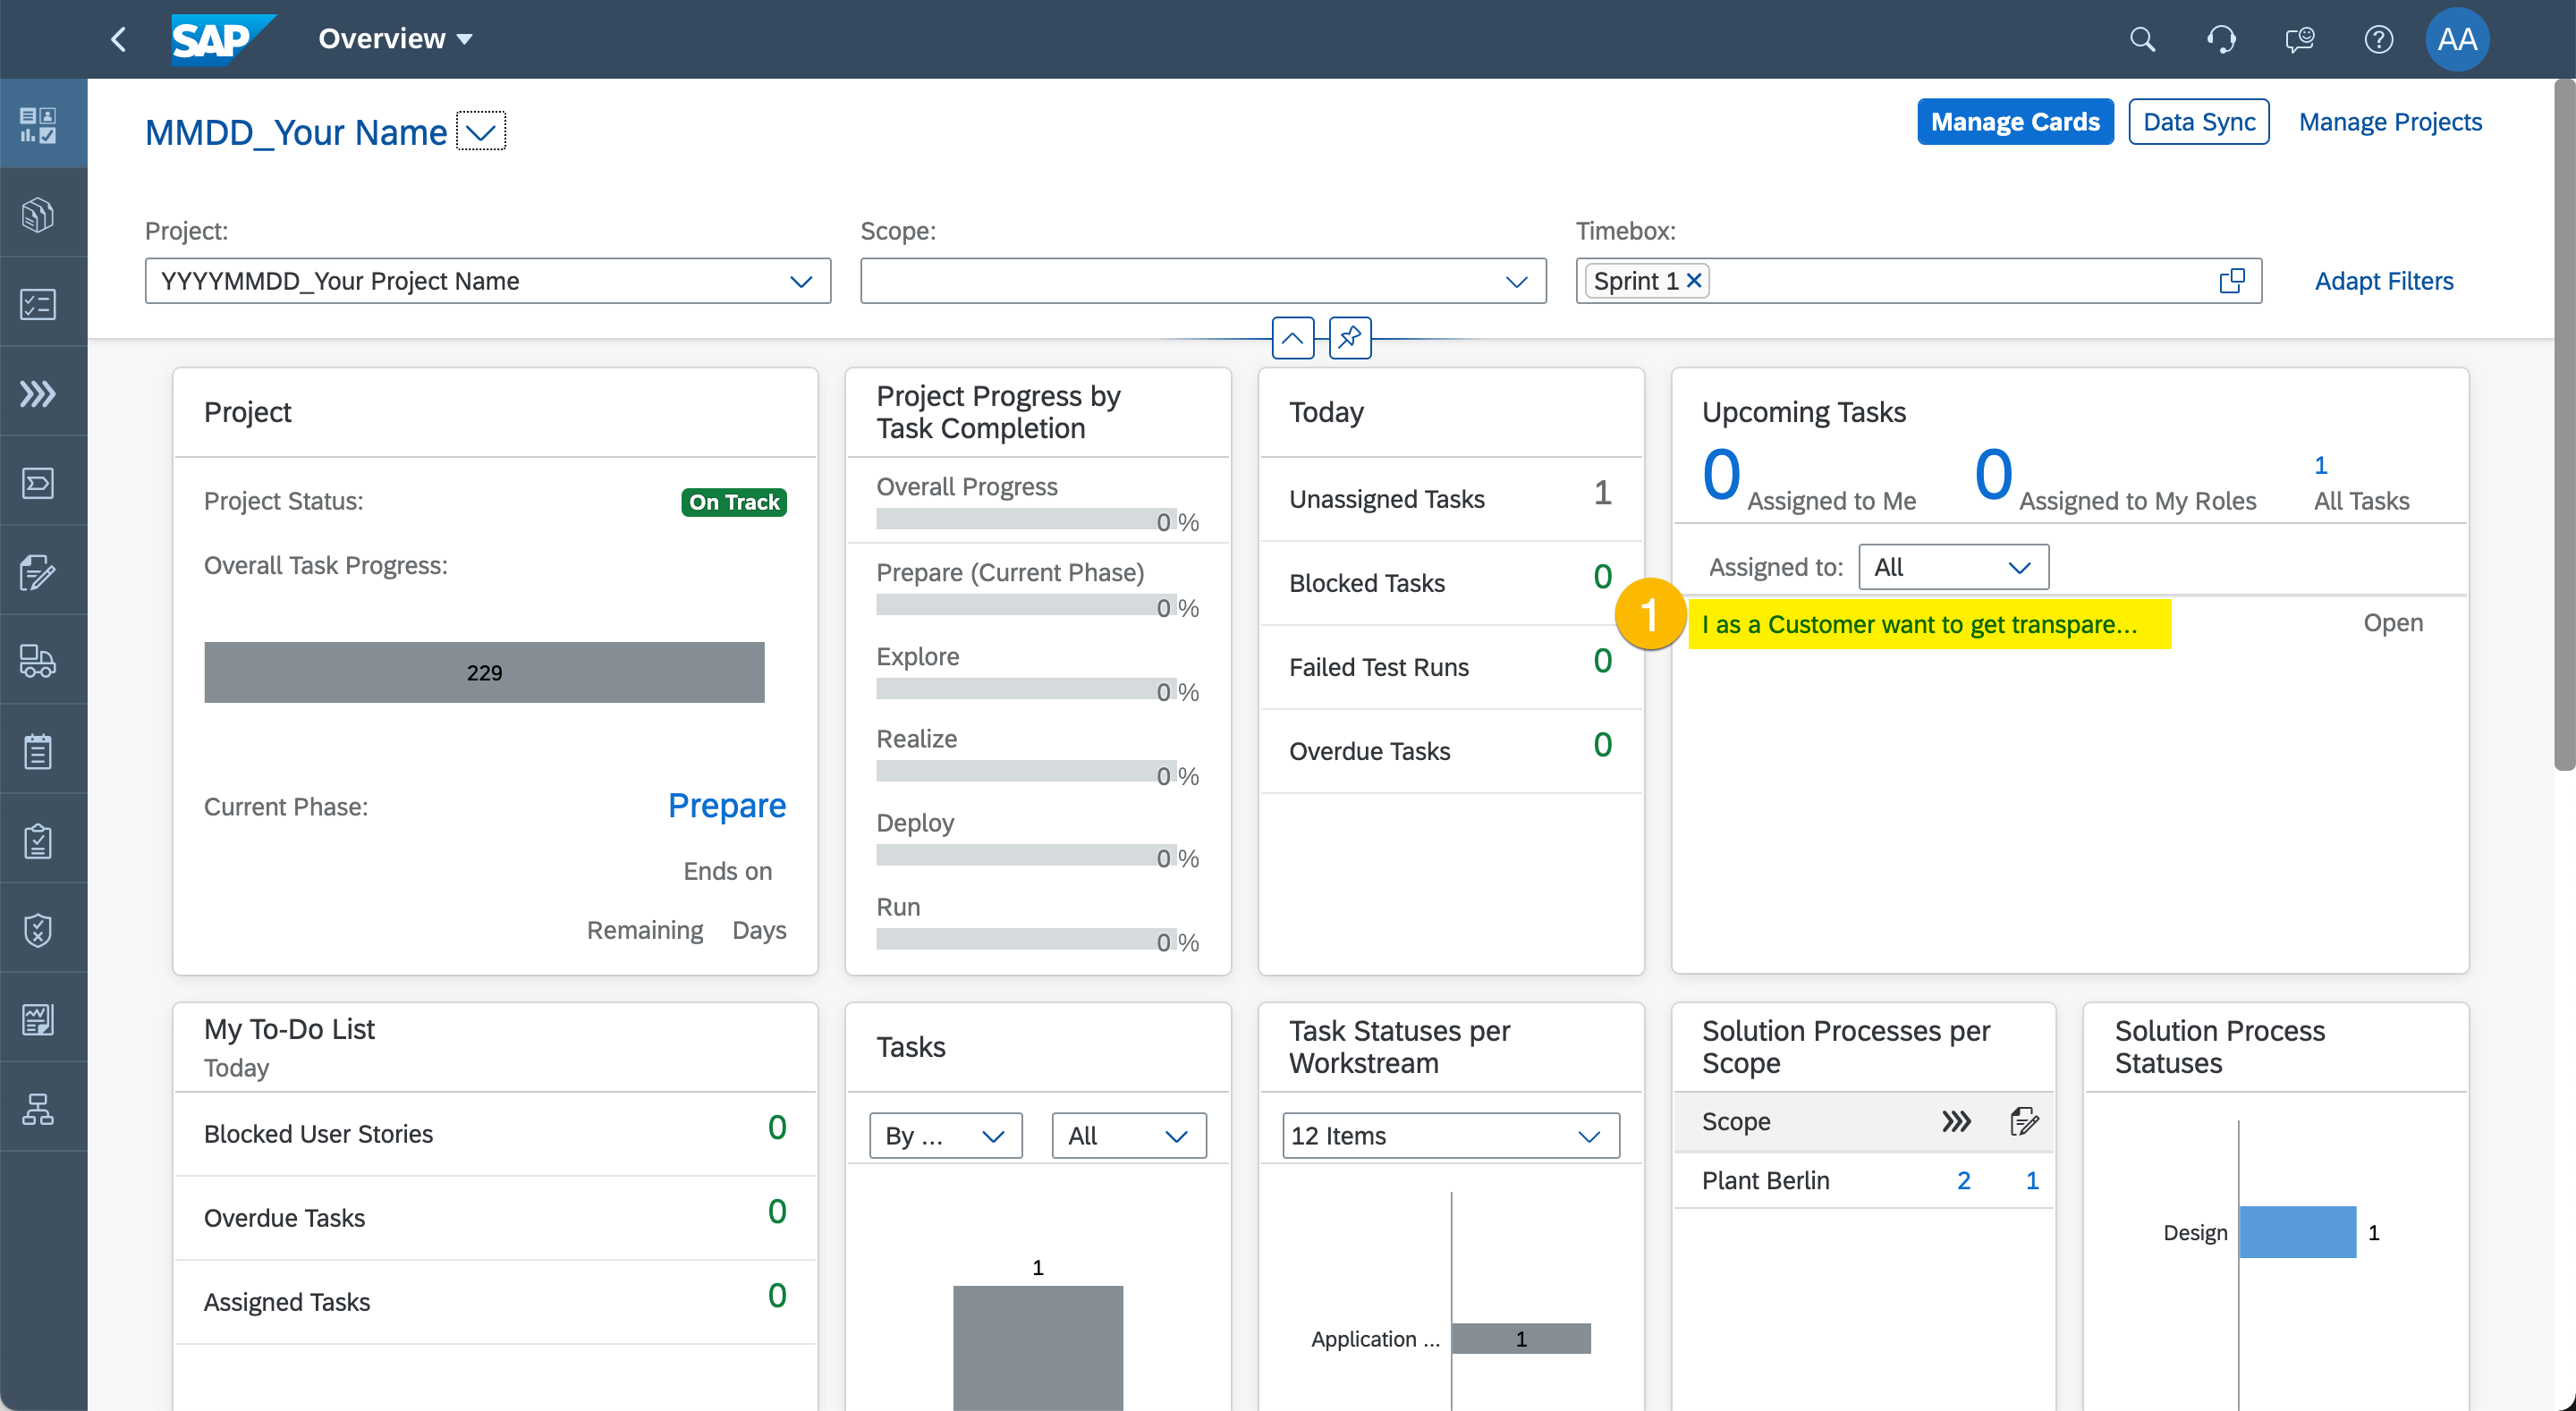 SAP
Overview
AA
MMDD_Your Name
Manage Cards
Data Sync
Manage Projects
Project:
Scope:
Timebox:
YYYYMMDD_Your Project Name
Sprint 1
Adapt Filters
Project
Project Status:
On Track
Overall Task Progress:
229
Current Phase:
Prepare
Ends on
Remaining Days
Project Progress by
Task Completion
Overall Progress
0 %
Prepare (Current Phase)
0 %
Explore
0 %
Realize
0 %
Deploy
0 %
Run
0 %
Today
Unassigned Tasks
1
Blocked Tasks
0
Failed Test Runs
0
Overdue Tasks
0
Upcoming Tasks
0 Assigned to Me
0 Assigned to My Roles
1
All Tasks
Assigned to:
All
1
I as a Customer want to get transpare...
Open
My To-Do List
Today
Blocked User Stories
0
Overdue Tasks
0
Assigned Tasks
0
Tasks
By ...
All
1
Task Statuses per
Workstream
12 Items
Application ...
1
Solution Processes per
Scope
Scope
Plant Berlin
2
1
Solution Process
Statuses
Design
1